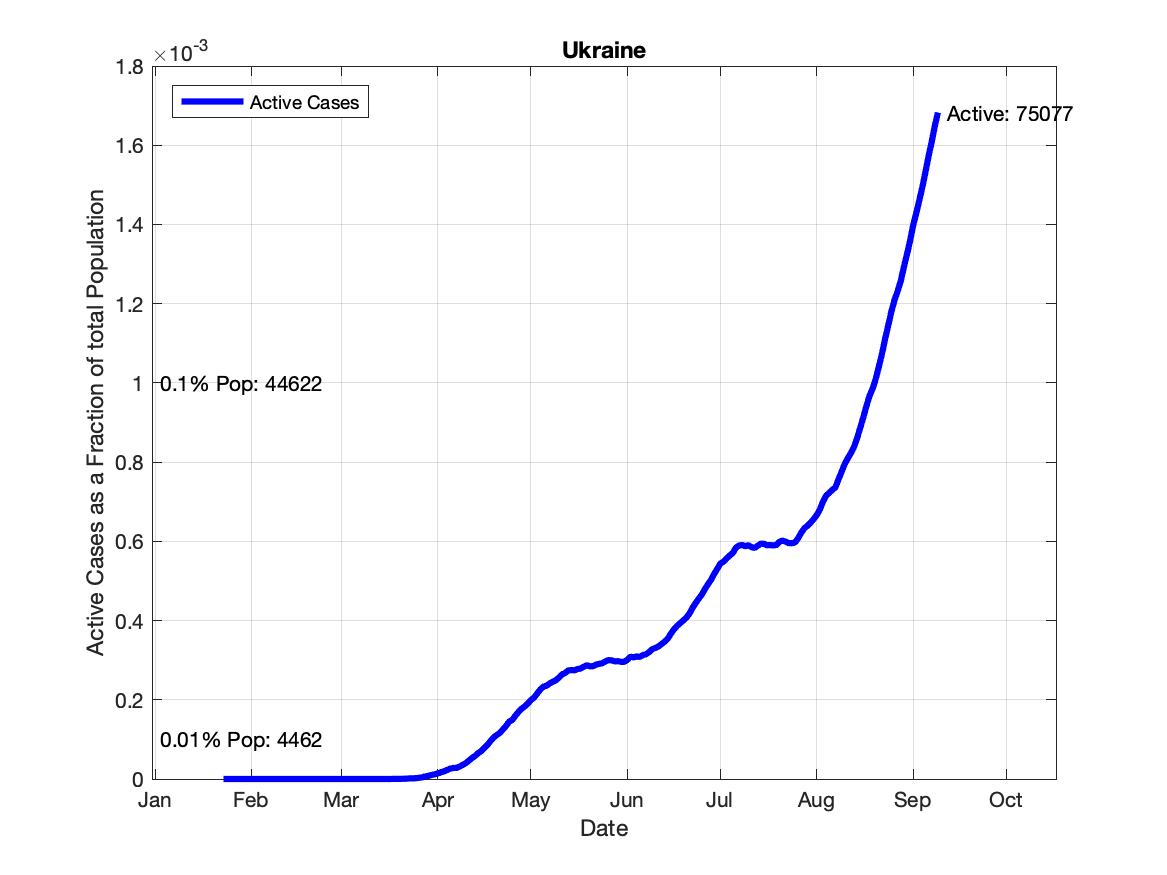 Ukraine
×10-3
1.8
1.6
1.4
1.2
1
0.8
0.6
0.4
0.2
0
Active Cases as a Fraction of total Population
Active Cases
Active: 75077
0.1% Pop: 44622
0.01% Pop: 4462
Jan Feb Mar Apr May Jun Jul Aug Sep Oct
Date